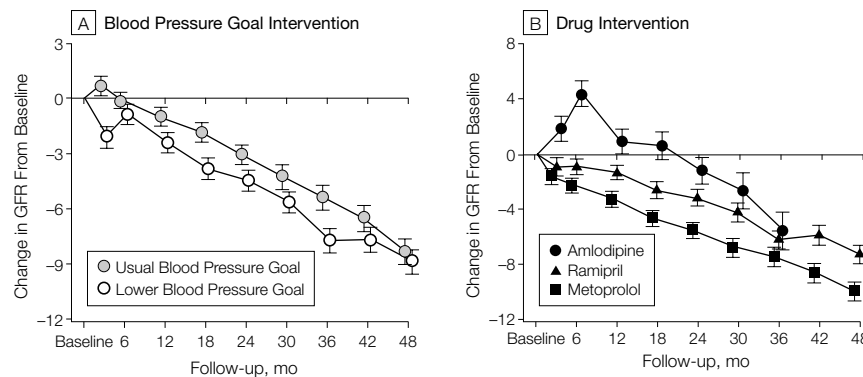 A Blood Pressure Goal Intervention
3
0
−3
−6
−9
−12
Change in GFR From Baseline
Usual Blood Pressure Goal
Lower Blood Pressure Goal
Baseline 6 12 18 24 30 36 42 48
Follow-up, mo
B Drug Intervention
8
4
0
−4
−8
−12
Change in GFR From Baseline
Amlodipine
Ramipril
Metoprolol
Baseline 6 12 18 24 30 36 42 48
Follow-up, mo